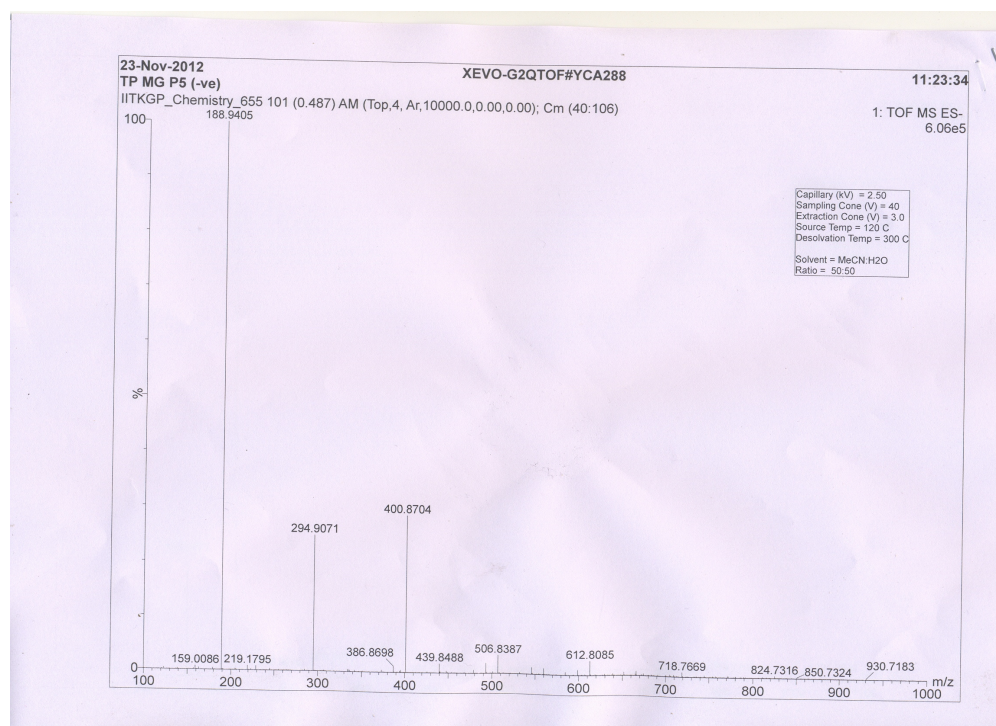 23-Nov-2012
XEVO-G2QTOF#YCA288
11:23:34
TP MG P5 (-ve)
IITKGP_Chemistry_655 101 (0.487) AM (Top,4, Ar,10000.0,0.00,0.00); Cm (40:106)
1: TOF MS ES-
6.06e5
100
188.9405
Capillary (kV) = 2.50
Sampling Cone (V) = 40
Extraction Cone (V) = 3.0
Source Temp = 120 C
Desolvation Temp = 300 C
Solvent = MeCN:H2O
Ratio = 50:50
%
400.8704
294.9071
159.0086
219.1795
386.8698
439.8488
506.8387
612.8085
718.7669
824.7316
850.7324
930.7183
0
m/z
100
200
300
400
500
600
700
800
900
1000